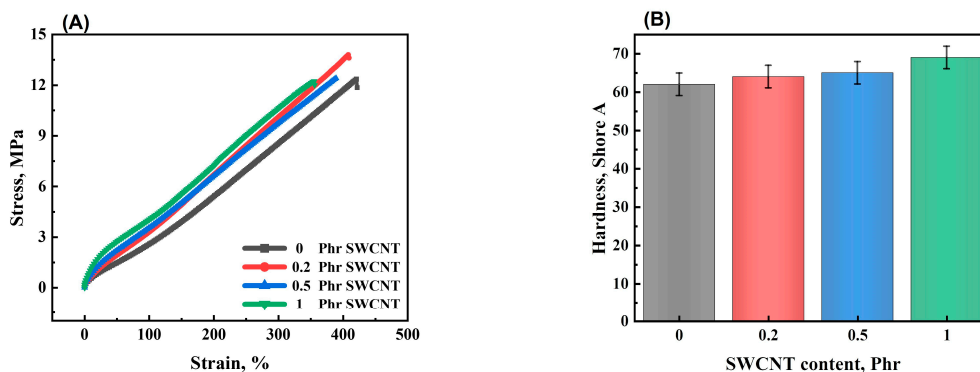 (A)
Stress, MPa
15
12
9
6
3
0
0 Phr SWCNT
0.2 Phr SWCNT
0.5 Phr SWCNT
1 Phr SWCNT
0 100 200 300 400 500
Strain, %
(B)
Hardness, Shore A
70
60
50
40
30
20
10
0
0 0.2 0.5 1
SWCNT content, Phr